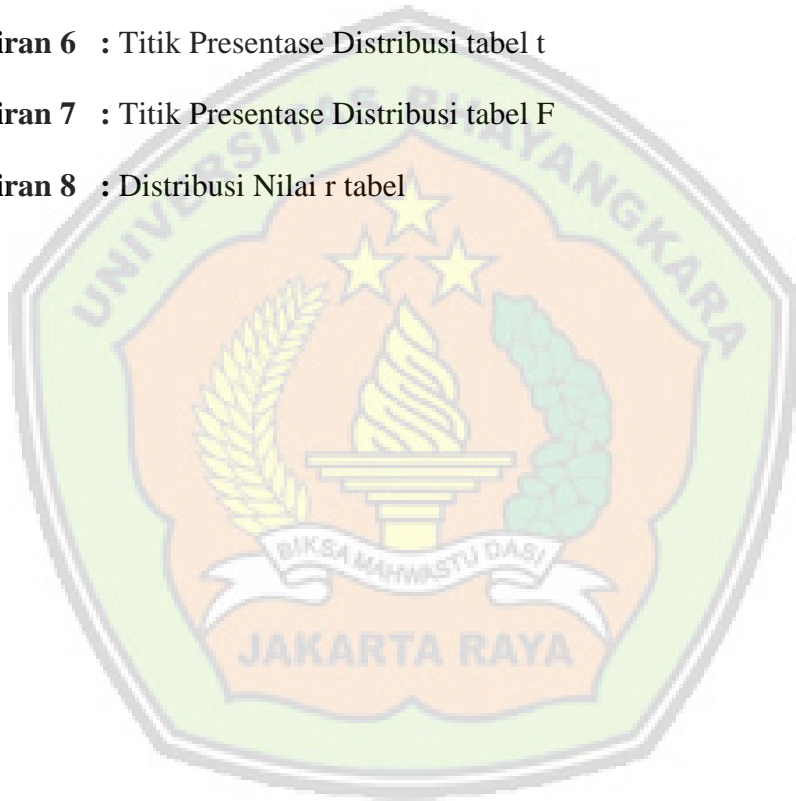 iran 6 : Titik Presentase Distribusi tabel t
iran 7 : Titik Presentase Distribusi tabel F
iran 8 : Distribusi Nilai r tabel
UNIVERSITAS BHAYANGKARA
BIKSA MAHWASTU DASI
JAKARTA RAYA